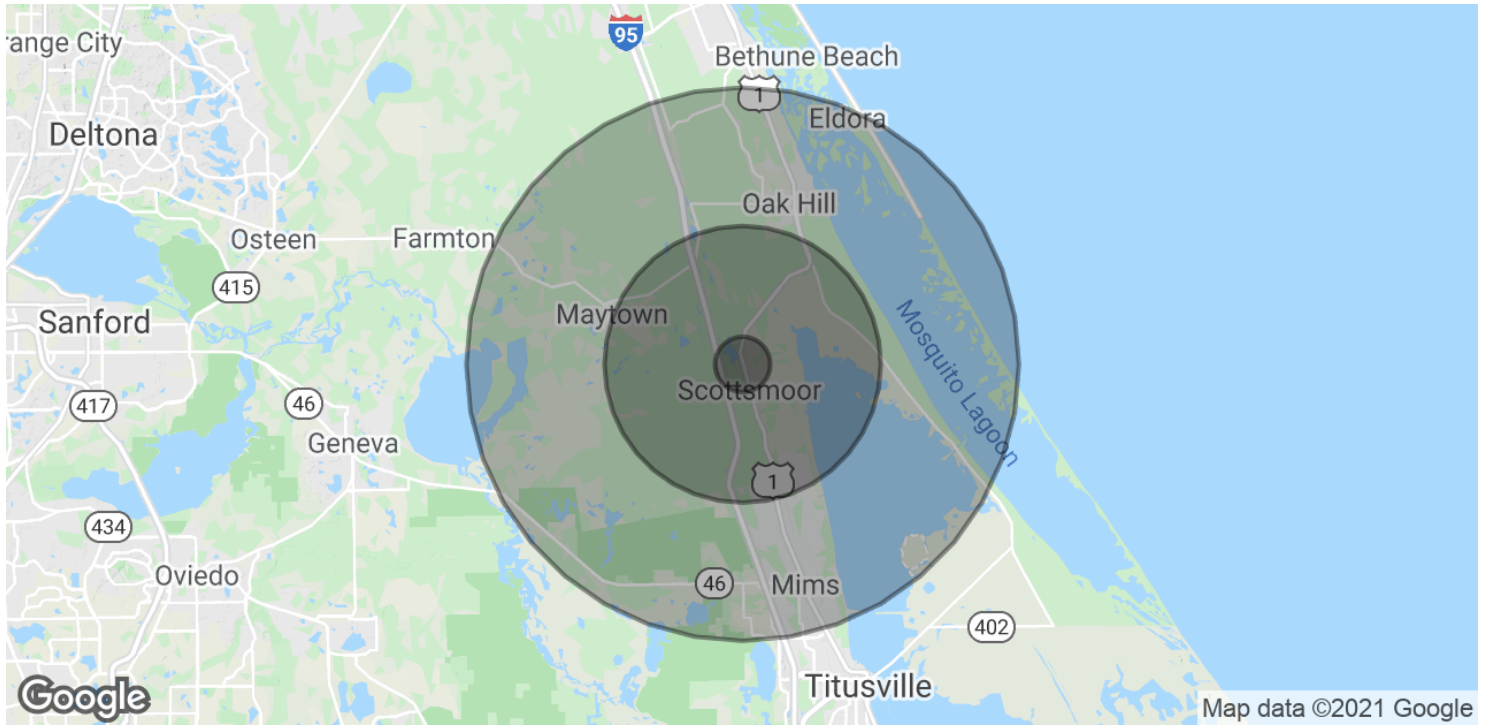 95
range City
Bethune Beach
1
Eldora
Deltona
Oak Hill
Osteen
Farmton
415
Maytown
Sanford
Mosquito Lagoon
Scottsmoor
417
46
Geneva
1
434
Oviedo
46
Mims
402
Titusville
Google
Map data ©2021 Google